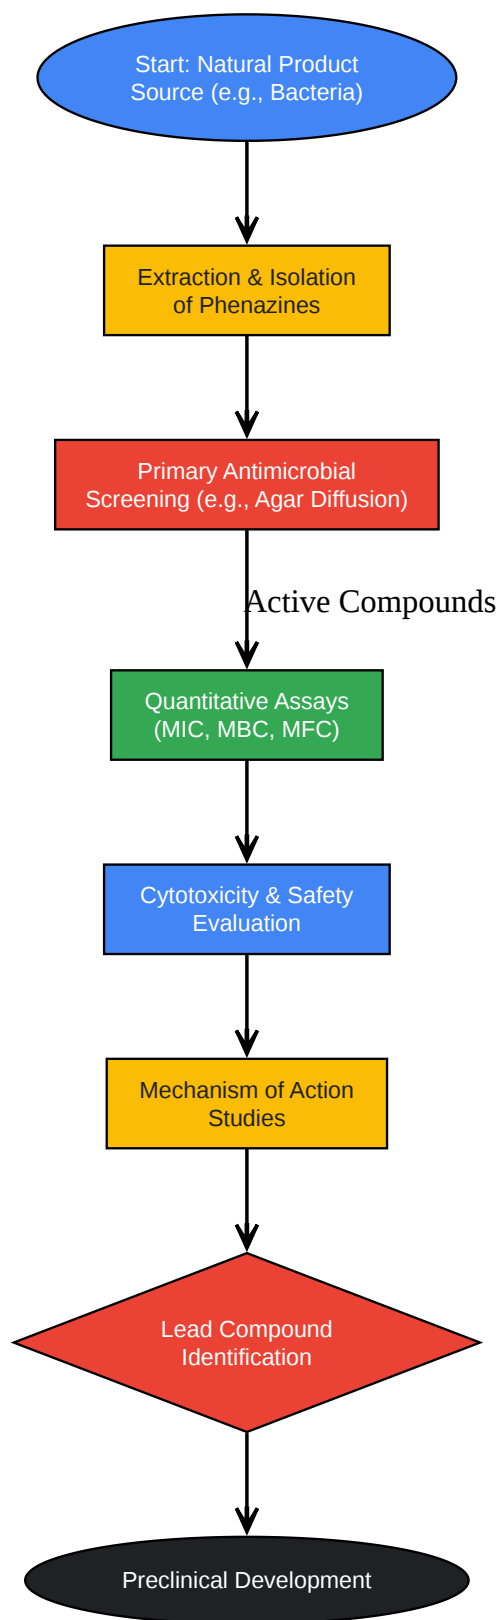 Start: Natural Product
Source (e.g., Bacteria)
Extraction & Isolation
of Phenazines
Primary Antimicrobial
Screening (e.g., Agar Diffusion)
Active Compounds
Quantitative Assays
(MIC, MBC, MFC)
Cytotoxicity & Safety
Evaluation
Mechanism of Action
Studies
Lead Compound
Identification
Preclinical Development